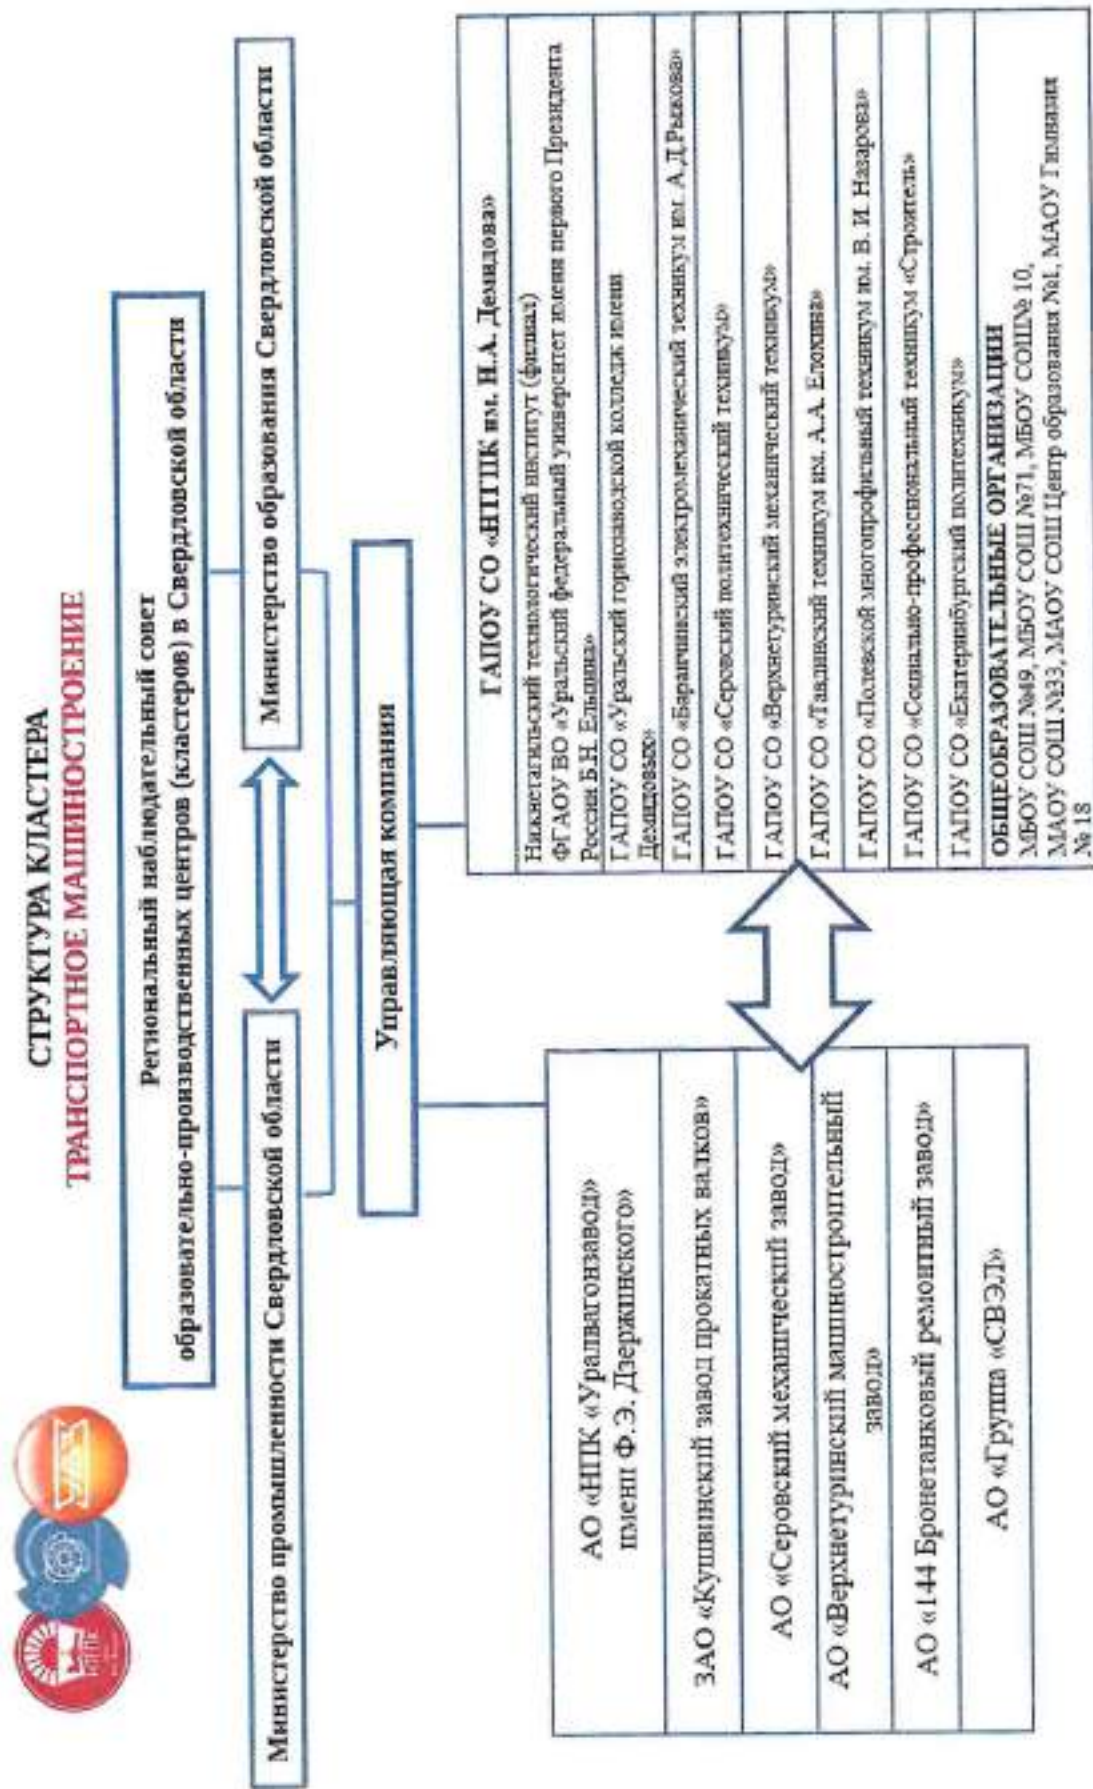 СТРУКТУРА КЛАСТЕРА
ТРАНСПОРТНОЕ МАШИНОСТРОЕНИЕ
Региональный наблюдательный совет
образовательно-производственных центров (кластеров) в Свердловской области
Министерство промышленности Свердловской области
Министерство образования Свердловской области
Управляющая компания
АО «НПК «Уралвагонзавод»
имени Ф.Э. Дзержинского»
ЗАО «Кушвинский завод прокатных валков»
АО «Серовский механический завод»
АО «Верхнетуринский машиностроительный
завод»
АО «144 Бронетанковый ремонтный завод»
АО «Группа «СВЭЛ»
ГАПОУ СО «НТГПК им. Н.А. Демидова»
Нижнетагильский технологический институт (филиал)
ФГАОУ ВО «Уральский федеральный университет имени первого Президента
России Б.Н. Ельцина»
ГАПОУ СО «Уральский горнозаводской колледж имени
Демидовых»
ГАПОУ СО «Баранчинский электромеханический техникум им. А.Д.Рыжкова»
ГАПОУ СО «Серовский политехнический техникум»
ГАПОУ СО «Верхнетуринский механический техникум»
ГАПОУ СО «Тавдинский техникум им. А.А. Елохина»
ГАПОУ СО «Полевской многопрофильный техникум им. В. И. Назарова»
ГАПОУ СО «Социально-профессиональный техникум «Строитель»
ГАПОУ СО «Екатеринбургский политехникум»
ОБЩЕОБРАЗОВАТЕЛЬНЫЕ ОРГАНИЗАЦИИ
МБОУ СОШ №49, МБОУ СОШ №71, МБОУ СОШ№ 10,
МАОУ СОШ №33, МАОУ СОШ Центр образования №1, МАОУ Гимназия
№ 18